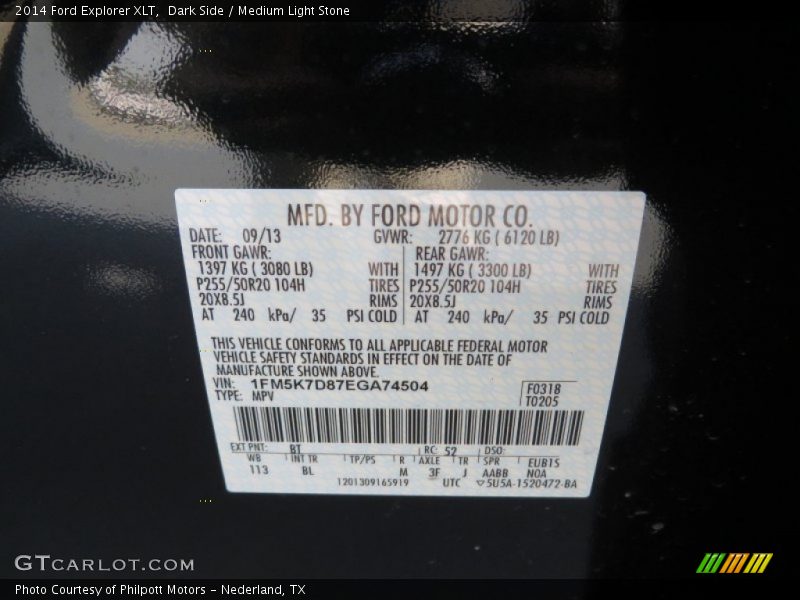 2014 Ford Explorer XLT,  Dark Side / Medium Light Stone
MFD. BY FORD MOTOR CO.
DATE: 09/13 GVWR: 2776 KG ( 6120 LB)
FRONT GAWR: REAR GAWR:
1397 KG ( 3080 LB) WITH 1497 KG ( 3300 LB) WITH
P255/50R20 104H TIRES P255/50R20 104H TIRES
20X8.5J RIMS 20X8.5J RIMS
AT 240 kPa/ 35 PSI COLD AT 240 kPa/ 35 PSI COLD
THIS VEHICLE CONFORMS TO ALL APPLICABLE FEDERAL MOTOR
VEHICLE SAFETY STANDARDS IN EFFECT ON THE DATE OF
MANUFACTURE SHOWN ABOVE.
VIN: 1FM5K7D87EGA74504 F0318
TYPE: MPV T0205
EXT PNT: BT RC: 52 DSO:
WB INT TR TP/PS R AXLE TR SPR EUB1S
113 BL M 3F J AABB NOA
1201309165919 UTC ▽5U5A-1520472-BA
GTCARLOT.COM
Photo Courtesy of Philpott Motors - Nederland, TX